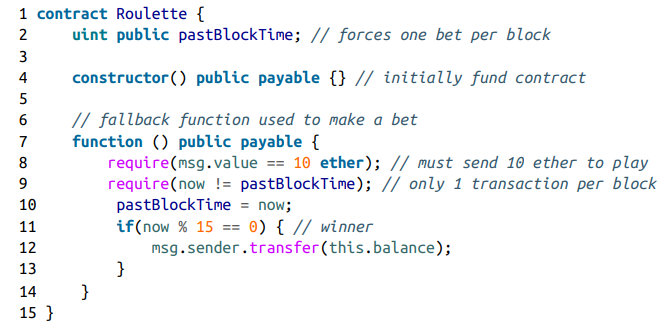 1 contract Roulette {
2     uint public pastBlockTime; // forces one bet per block
3
4     constructor() public payable {} // initially fund contract
5
6     // fallback function used to make a bet
7     function () public payable {
8         require(msg.value == 10 ether); // must send 10 ether to play
9         require(now != pastBlockTime); // only 1 transaction per block
10         pastBlockTime = now;
11         if(now % 15 == 0) { // winner
12             msg.sender.transfer(this.balance);
13         }
14     }
15 }